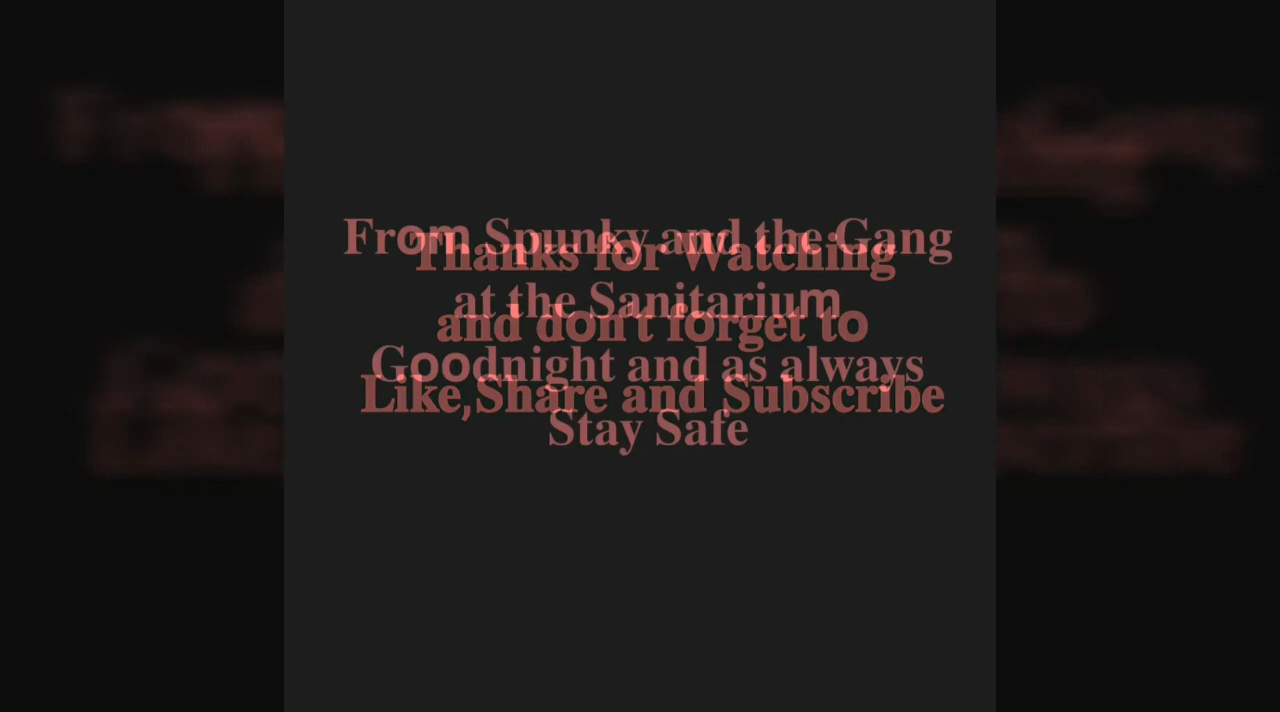 From Spunky and the Gang
Thanks for Watching
at the Sanitarium
and don't forget to
Goodnight and as always
Like,Share and Subscribe
Stay Safe